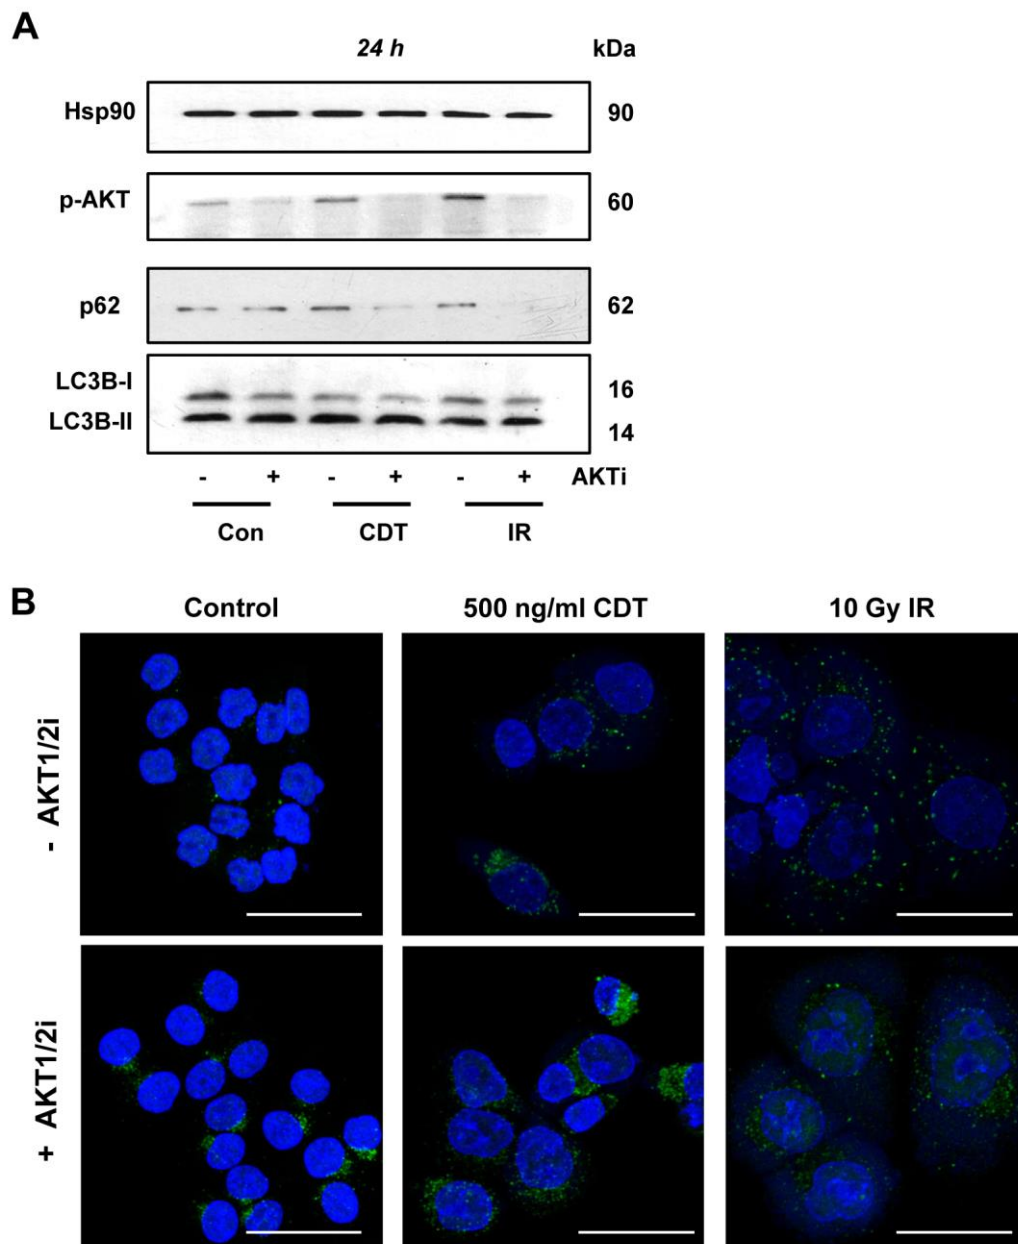 A
24 h kDa
Hsp90 90
p-AKT 60
p62 62
LC3B-I 16
LC3B-II 14
- + - + - + AKTi
Con CDT IR
B
Control 500 ng/ml CDT 10 Gy IR
- AKT1/2i
+ AKT1/2i